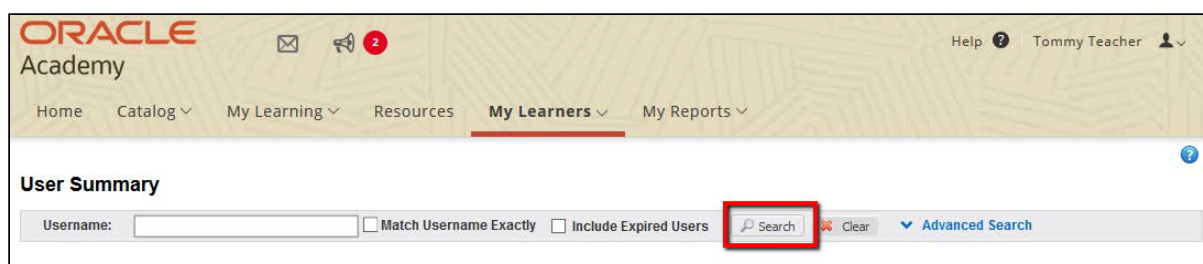 ORACLE
Academy
2
Help ? Tommy Teacher
Home Catalog My Learning Resources My Learners My Reports
?
User Summary
Username: Match Username Exactly Include Expired Users Search Clear Advanced Search